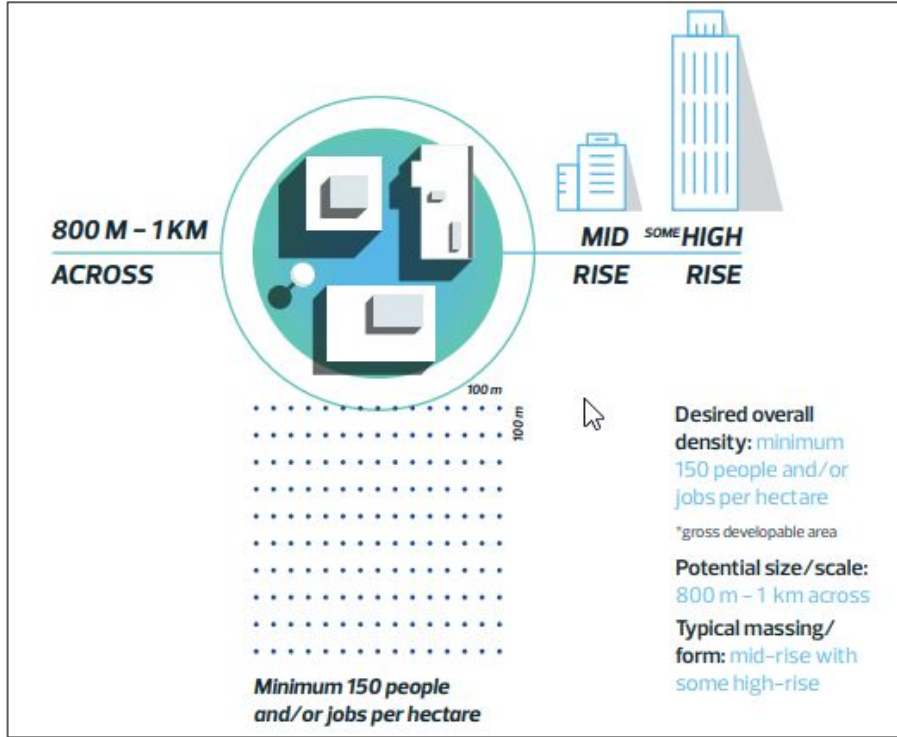 800 M – 1 KM
ACROSS
MID
RISE
SOME HIGH
RISE
100 m
100 m
Minimum 150 people
and/or jobs per hectare
Desired overall
density: minimum
150 people and/or
jobs per hectare
*gross developable area
Potential size/scale:
800 m – 1 km across
Typical massing/
form: mid-rise with
some high-rise